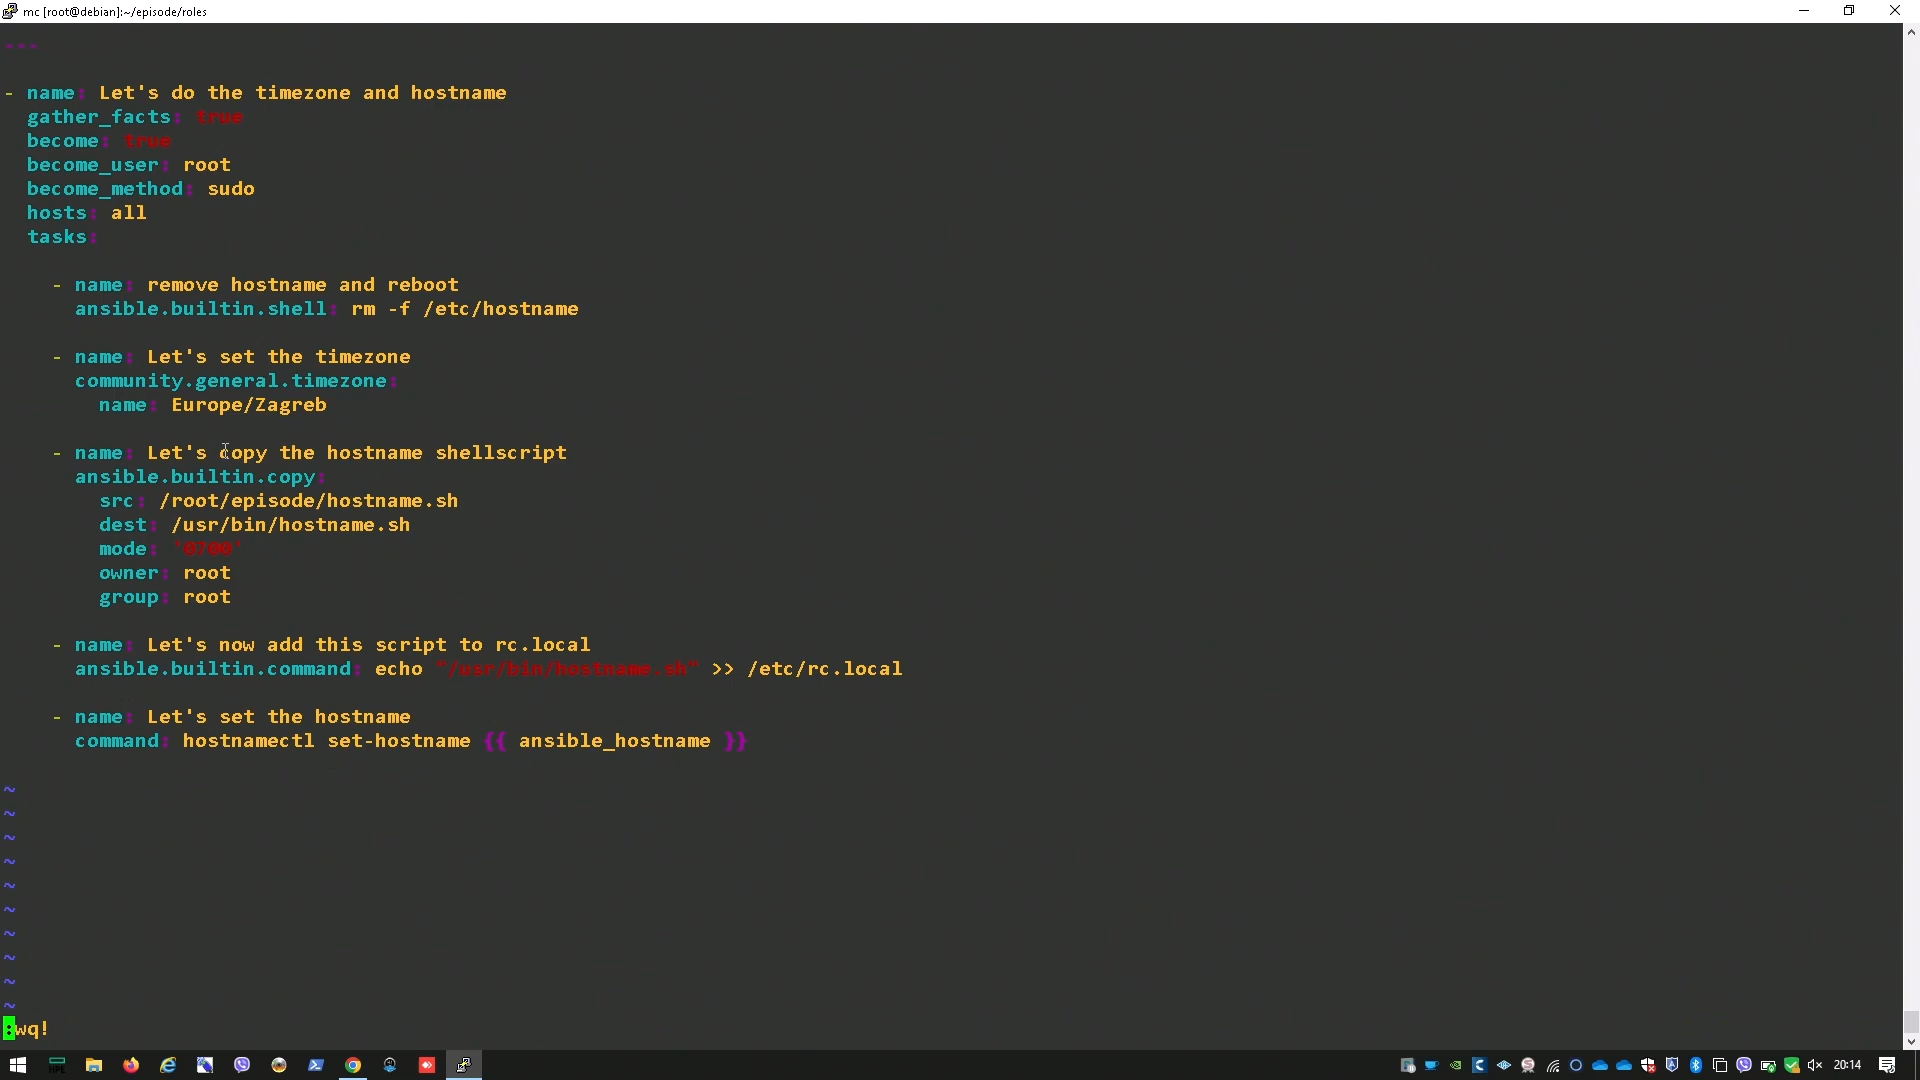 mc [root@debian]:~/episode/roles
---
- name: Let's do the timezone and hostname
gather_facts: true
become: true
become_user: root
become_method: sudo
hosts: all
tasks:
- name: remove hostname and reboot
ansible.builtin.shell: rm -f /etc/hostname
- name: Let's set the timezone
community.general.timezone:
name: Europe/Zagreb
- name: Let's copy the hostname shellscript
ansible.builtin.copy:
src: /root/episode/hostname.sh
dest: /usr/bin/hostname.sh
mode: '0700'
owner: root
group: root
- name: Let's now add this script to rc.local
ansible.builtin.command: echo "/usr/bin/hostname.sh" >> /etc/rc.local
- name: Let's set the hostname
command: hostnamectl set-hostname {{ ansible_hostname }}
~
~
~
~
~
~
~
~
~
~
:wq!
20:14